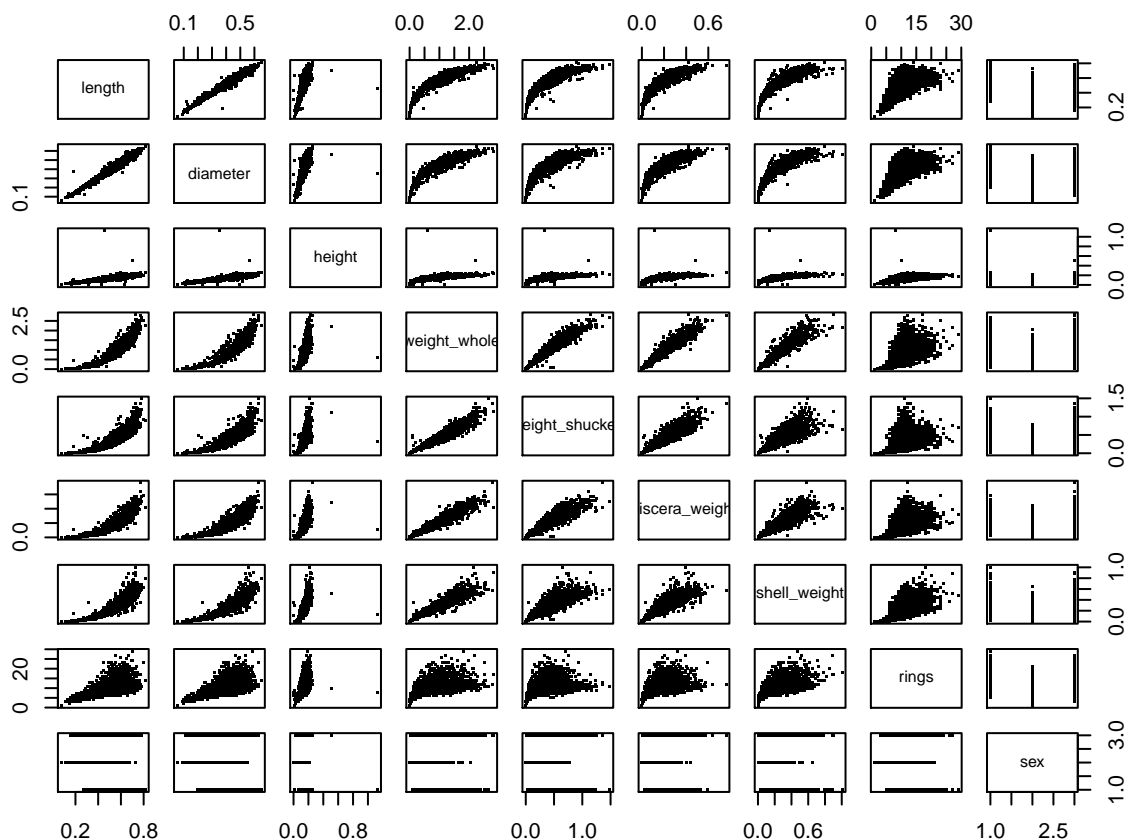 0.1 0.5 0.0 2.0 0.0 0.6 0 15 30
length 0.2
0.1 diameter
height 0.0 1.0
0.0 2.5 weight_whole
eight_shucke 0.0 1.5
0.0 iscera_weigh
shell_weight 0.0 1.0
0 20 rings
sex 1.0 3.0
0.2 0.8 0.0 0.8 0.0 1.0 0.0 0.6 1.0 2.5